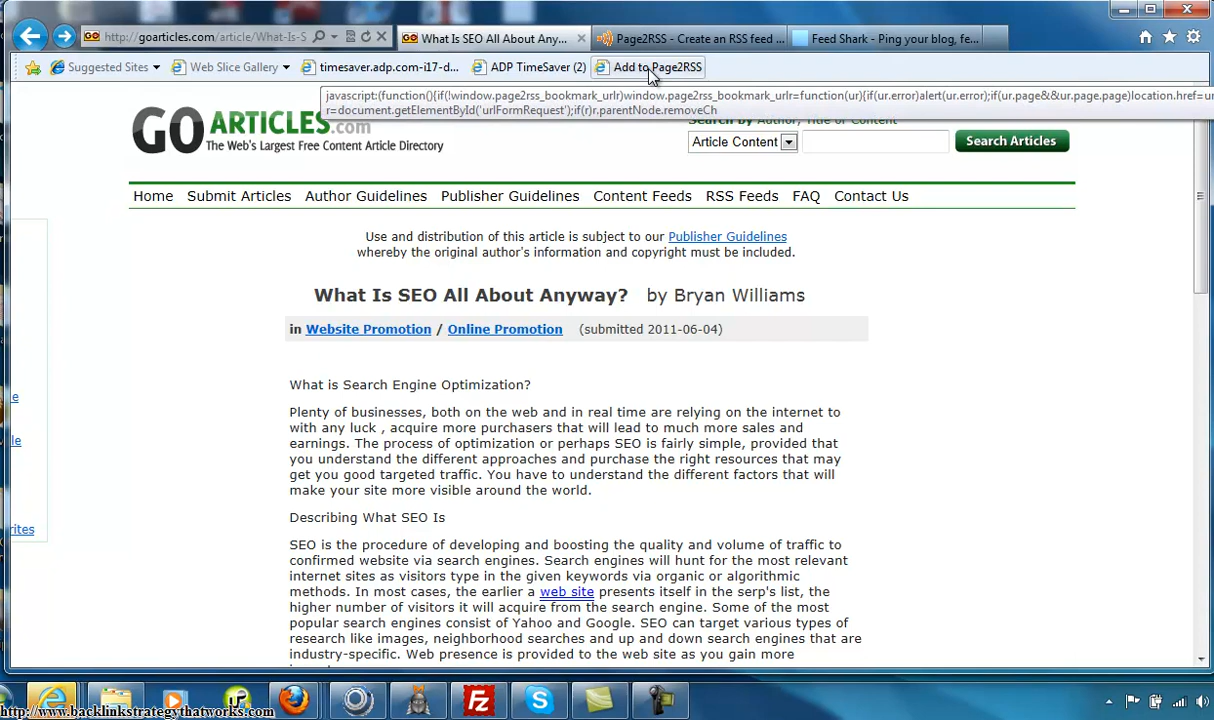 http://goarticles.com/article/What-Is-S
What Is SEO All About Any...
Page2RSS - Create an RSS feed ...
Feed Shark - Ping your blog, fe...
Suggested Sites
Web Slice Gallery
timesaver.adp.com-i17-d...
ADP TimeSaver (2)
Add to Page2RSS
javascript:(function(){if(!window.page2rss_bookmark_urlr)window.page2rss_bookmark_urlr=function(ur){if(ur.error)alert(ur.error);if(ur.page&&ur.page.page)location.href=ur
r=document.getElementById('urlFormRequest');if(r)r.parentNode.removeCh
GO ARTICLES.com
The Web's Largest Free Content Article Directory
Search by Author, Title or Content
Article Content
Search Articles
Home Submit Articles Author Guidelines Publisher Guidelines Content Feeds RSS Feeds FAQ Contact Us
Use and distribution of this article is subject to our Publisher Guidelines
whereby the original author's information and copyright must be included.
What Is SEO All About Anyway? by Bryan Williams
in Website Promotion / Online Promotion (submitted 2011-06-04)
What is Search Engine Optimization?
Plenty of businesses, both on the web and in real time are relying on the internet to
with any luck , acquire more purchasers that will lead to much more sales and
earnings. The process of optimization or perhaps SEO is fairly simple, provided that
you understand the different approaches and purchase the right resources that may
get you good targeted traffic. You have to understand the different factors that will
make your site more visible around the world.
Describing What SEO Is
SEO is the procedure of developing and boosting the quality and volume of traffic to
confirmed website via search engines. Search engines will hunt for the most relevant
internet sites as visitors type in the given keywords via organic or algorithmic
methods. In most cases, the earlier a web site presents itself in the serp's list, the
higher number of visitors it will acquire from the search engine. Some of the most
popular search engines consist of Yahoo and Google. SEO can target various types of
research like images, neighborhood searches and up and down search engines that are
industry-specific. Web presence is provided to the web site as you gain more
e
le
rites
http://www.backlinkstrategythatworks.com